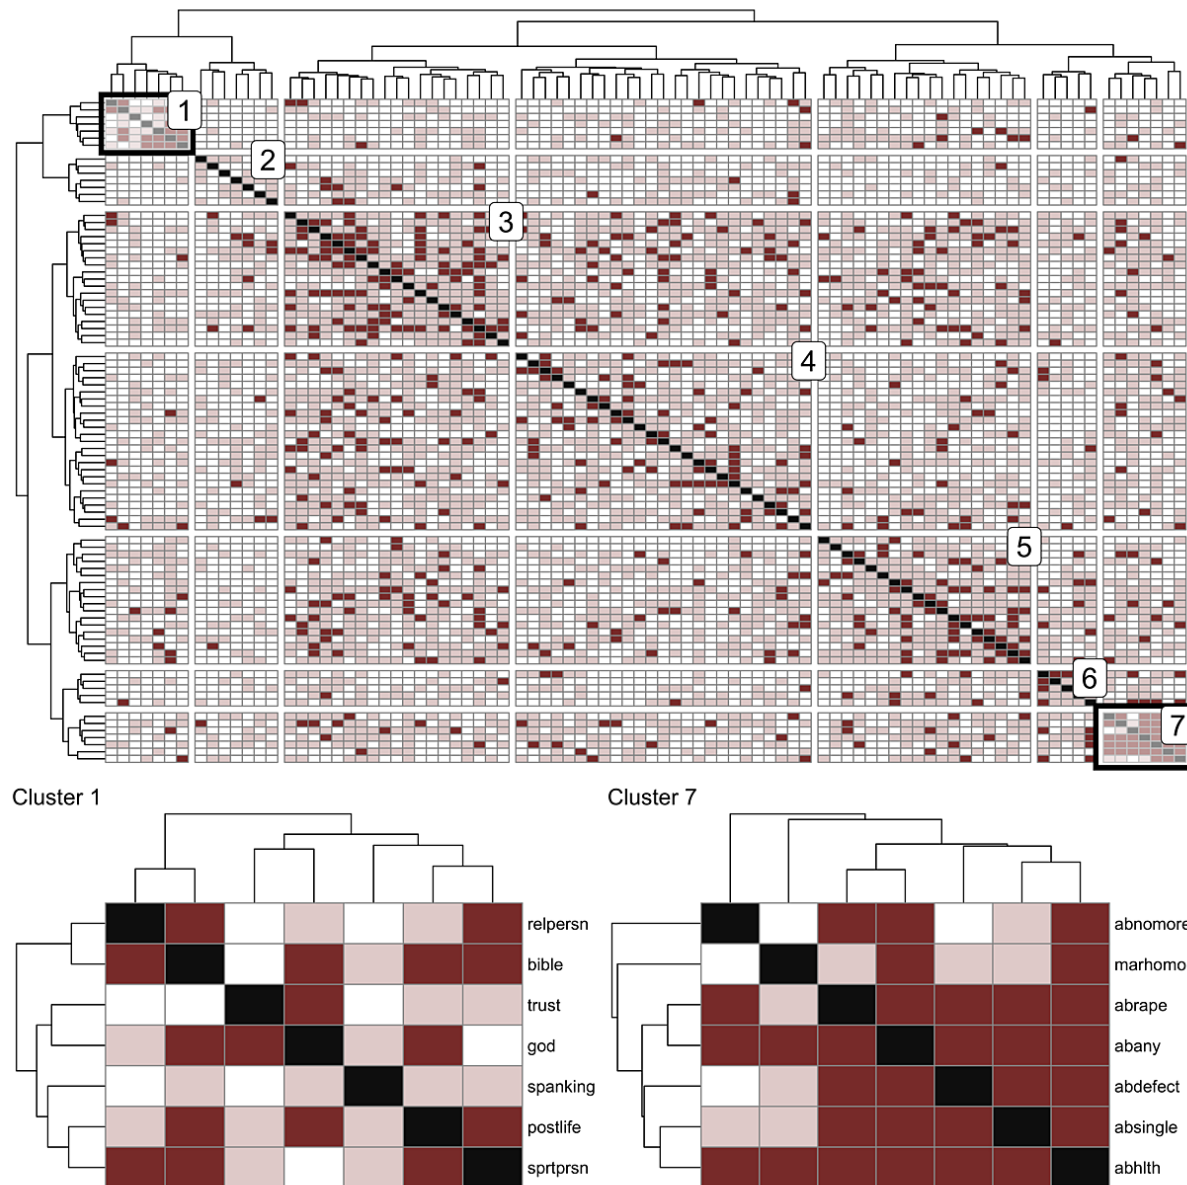 1
2
3
4
5
6
7
Cluster 1
Cluster 7
relpersn
bible
trust
god
spanking
postlife
sprtprsn
abnomore
marhomo
abrape
abany
abdefect
absingle
abhlth